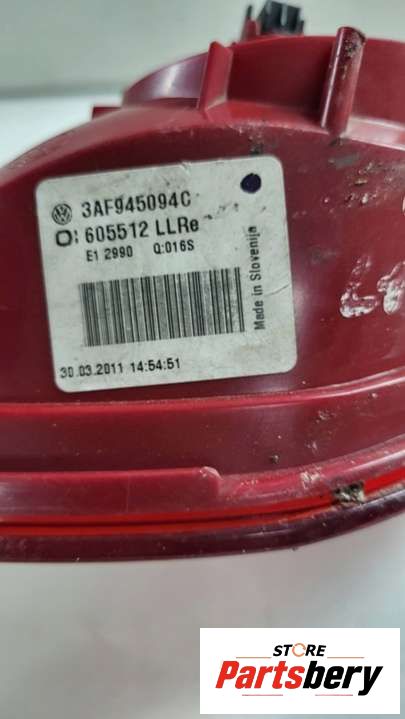 3AF945094C
605512 LLRe
E1 2990 Q:016S
30.03.2011 14:54:51
Made in Slovenija
STORE
Partsbery